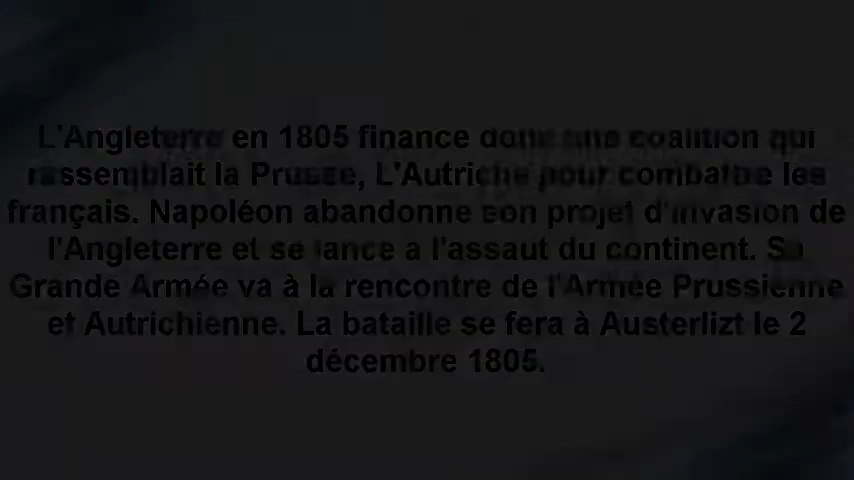 L'Angleterre en 1805 finance donc une coalition qui
rassemblait la Prusse, L'Autriche pour combattre les
français. Napoléon abandonne son projet d'invasion de
l'Angleterre et se lance a l'assaut du continent. Sa
Grande Armée va à la rencontre de l'Armée Prussienne
et Autrichienne. La bataille se fera à Austerlizt le 2
décembre 1805.